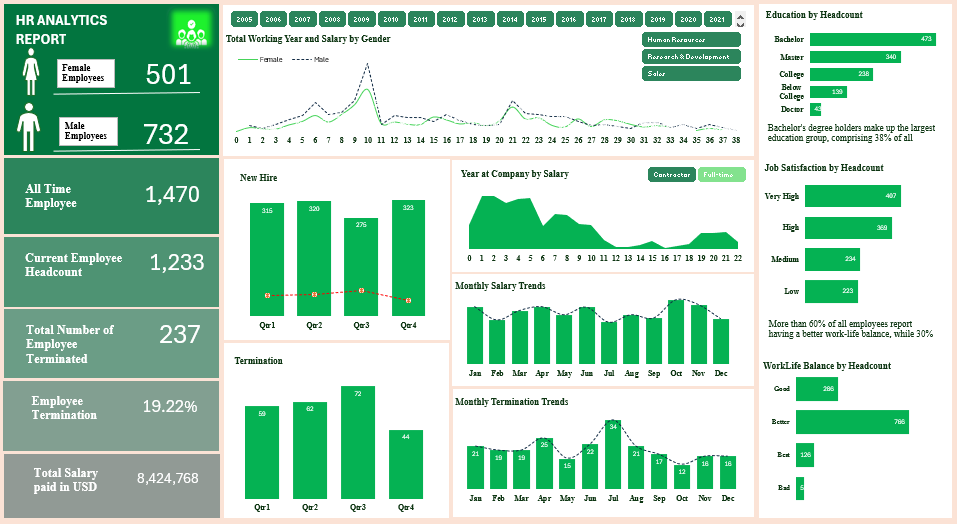 HR ANALYTICS
REPORT
Female
Employees
501
Male
Employees
732
All Time
Employee
1,470
Current Employee
Headcount
1,233
Total Number of
Employee
Terminated
237
Employee
Termination
19.22%
Total Salary
paid in USD
8,424,768
2005 2006 2007 2008 2009 2010 2011 2012 2013 2014 2015 2016 2017 2018 2019 2020 2021
Total Working Year and Salary by Gender
Human Resources
Research & Development
Sales
Female Male
0 1 2 3 4 5 6 7 8 9 10 11 12 13 14 15 16 17 18 19 20 21 22 23 24 25 26 27 28 29 30 31 32 33 34 35 36 37 38
New Hire
315 320 275 323
Qtr1 Qtr2 Qtr3 Qtr4
Termination
59 62 72 44
Qtr1 Qtr2 Qtr3 Qtr4
Year at Company by Salary
Contractor Full-time
0 1 2 3 4 5 6 7 8 9 10 11 12 13 14 15 16 17 18 19 20 21 22
Monthly Salary Trends
Jan Feb Mar Apr May Jun Jul Aug Sep Oct Nov Dec
Monthly Termination Trends
21 19 19 25 15 22 34 21 17 12 16 16
Jan Feb Mar Apr May Jun Jul Aug Sep Oct Nov Dec
Education by Headcount
Bachelor 473
Master 340
College 238
Below
College 139
Doctor 43
Bachelor's degree holders make up the largest
education group, comprising 38% of all
Job Satisfaction by Headcount
Very High 407
High 369
Medium 234
Low 223
More than 60% of all employees report
having a better work-life balance, while 30%
WorkLife Balance by Headcount
Good
Better 766
Best 126
Bad